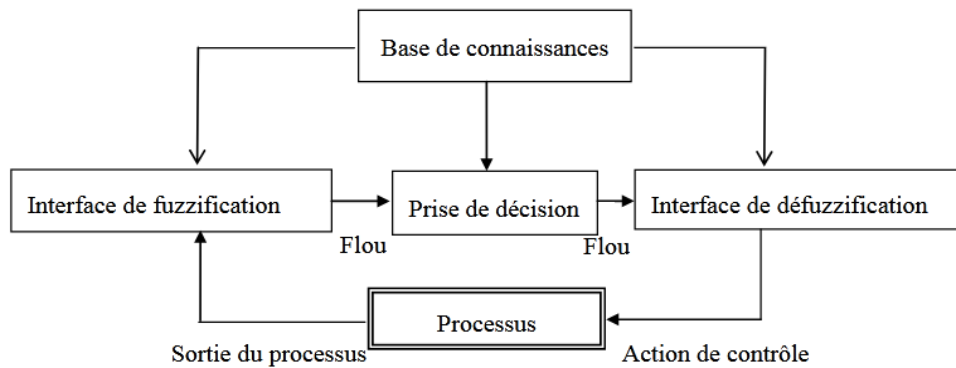 Base de connaissances
Interface de fuzzification
Prise de décision
Interface de défuzzification
Flou
Flou
Processus
Sortie du processus
Action de contrôle